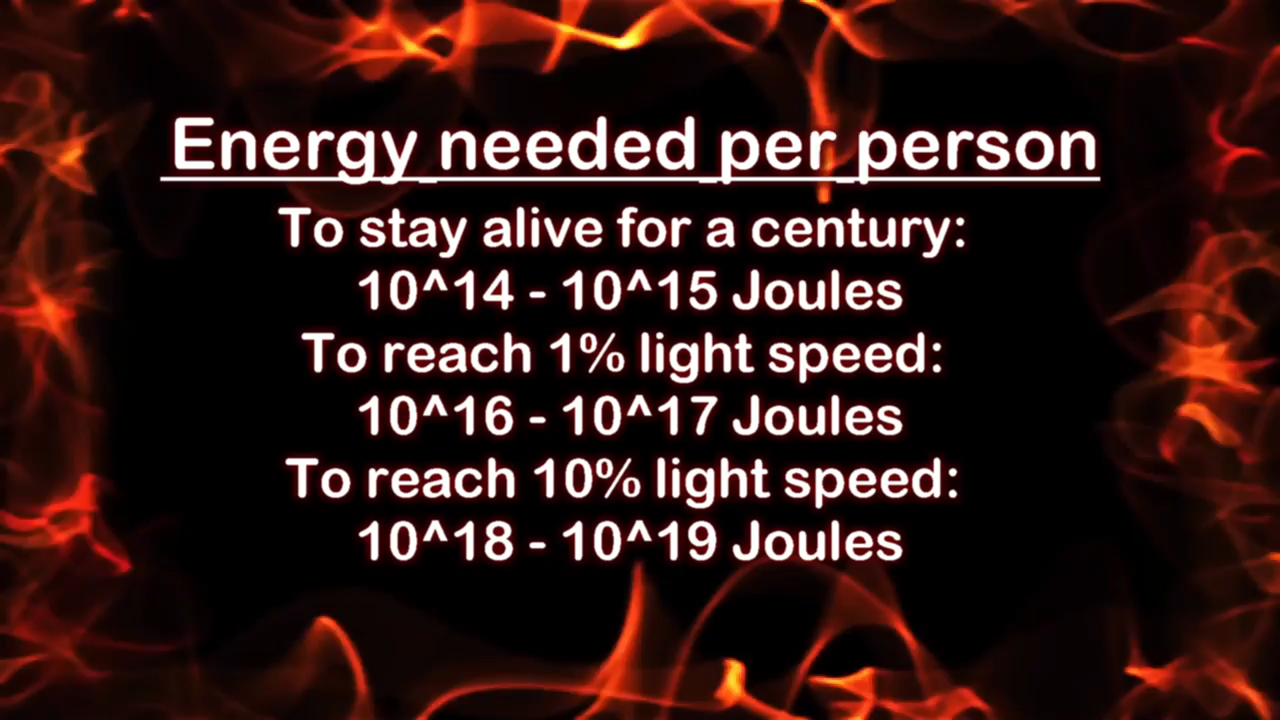 Energy needed per person
To stay alive for a century:
10^14 - 10^15 Joules
To reach 1% light speed:
10^16 - 10^17 Joules
To reach 10% light speed:
10^18 - 10^19 Joules